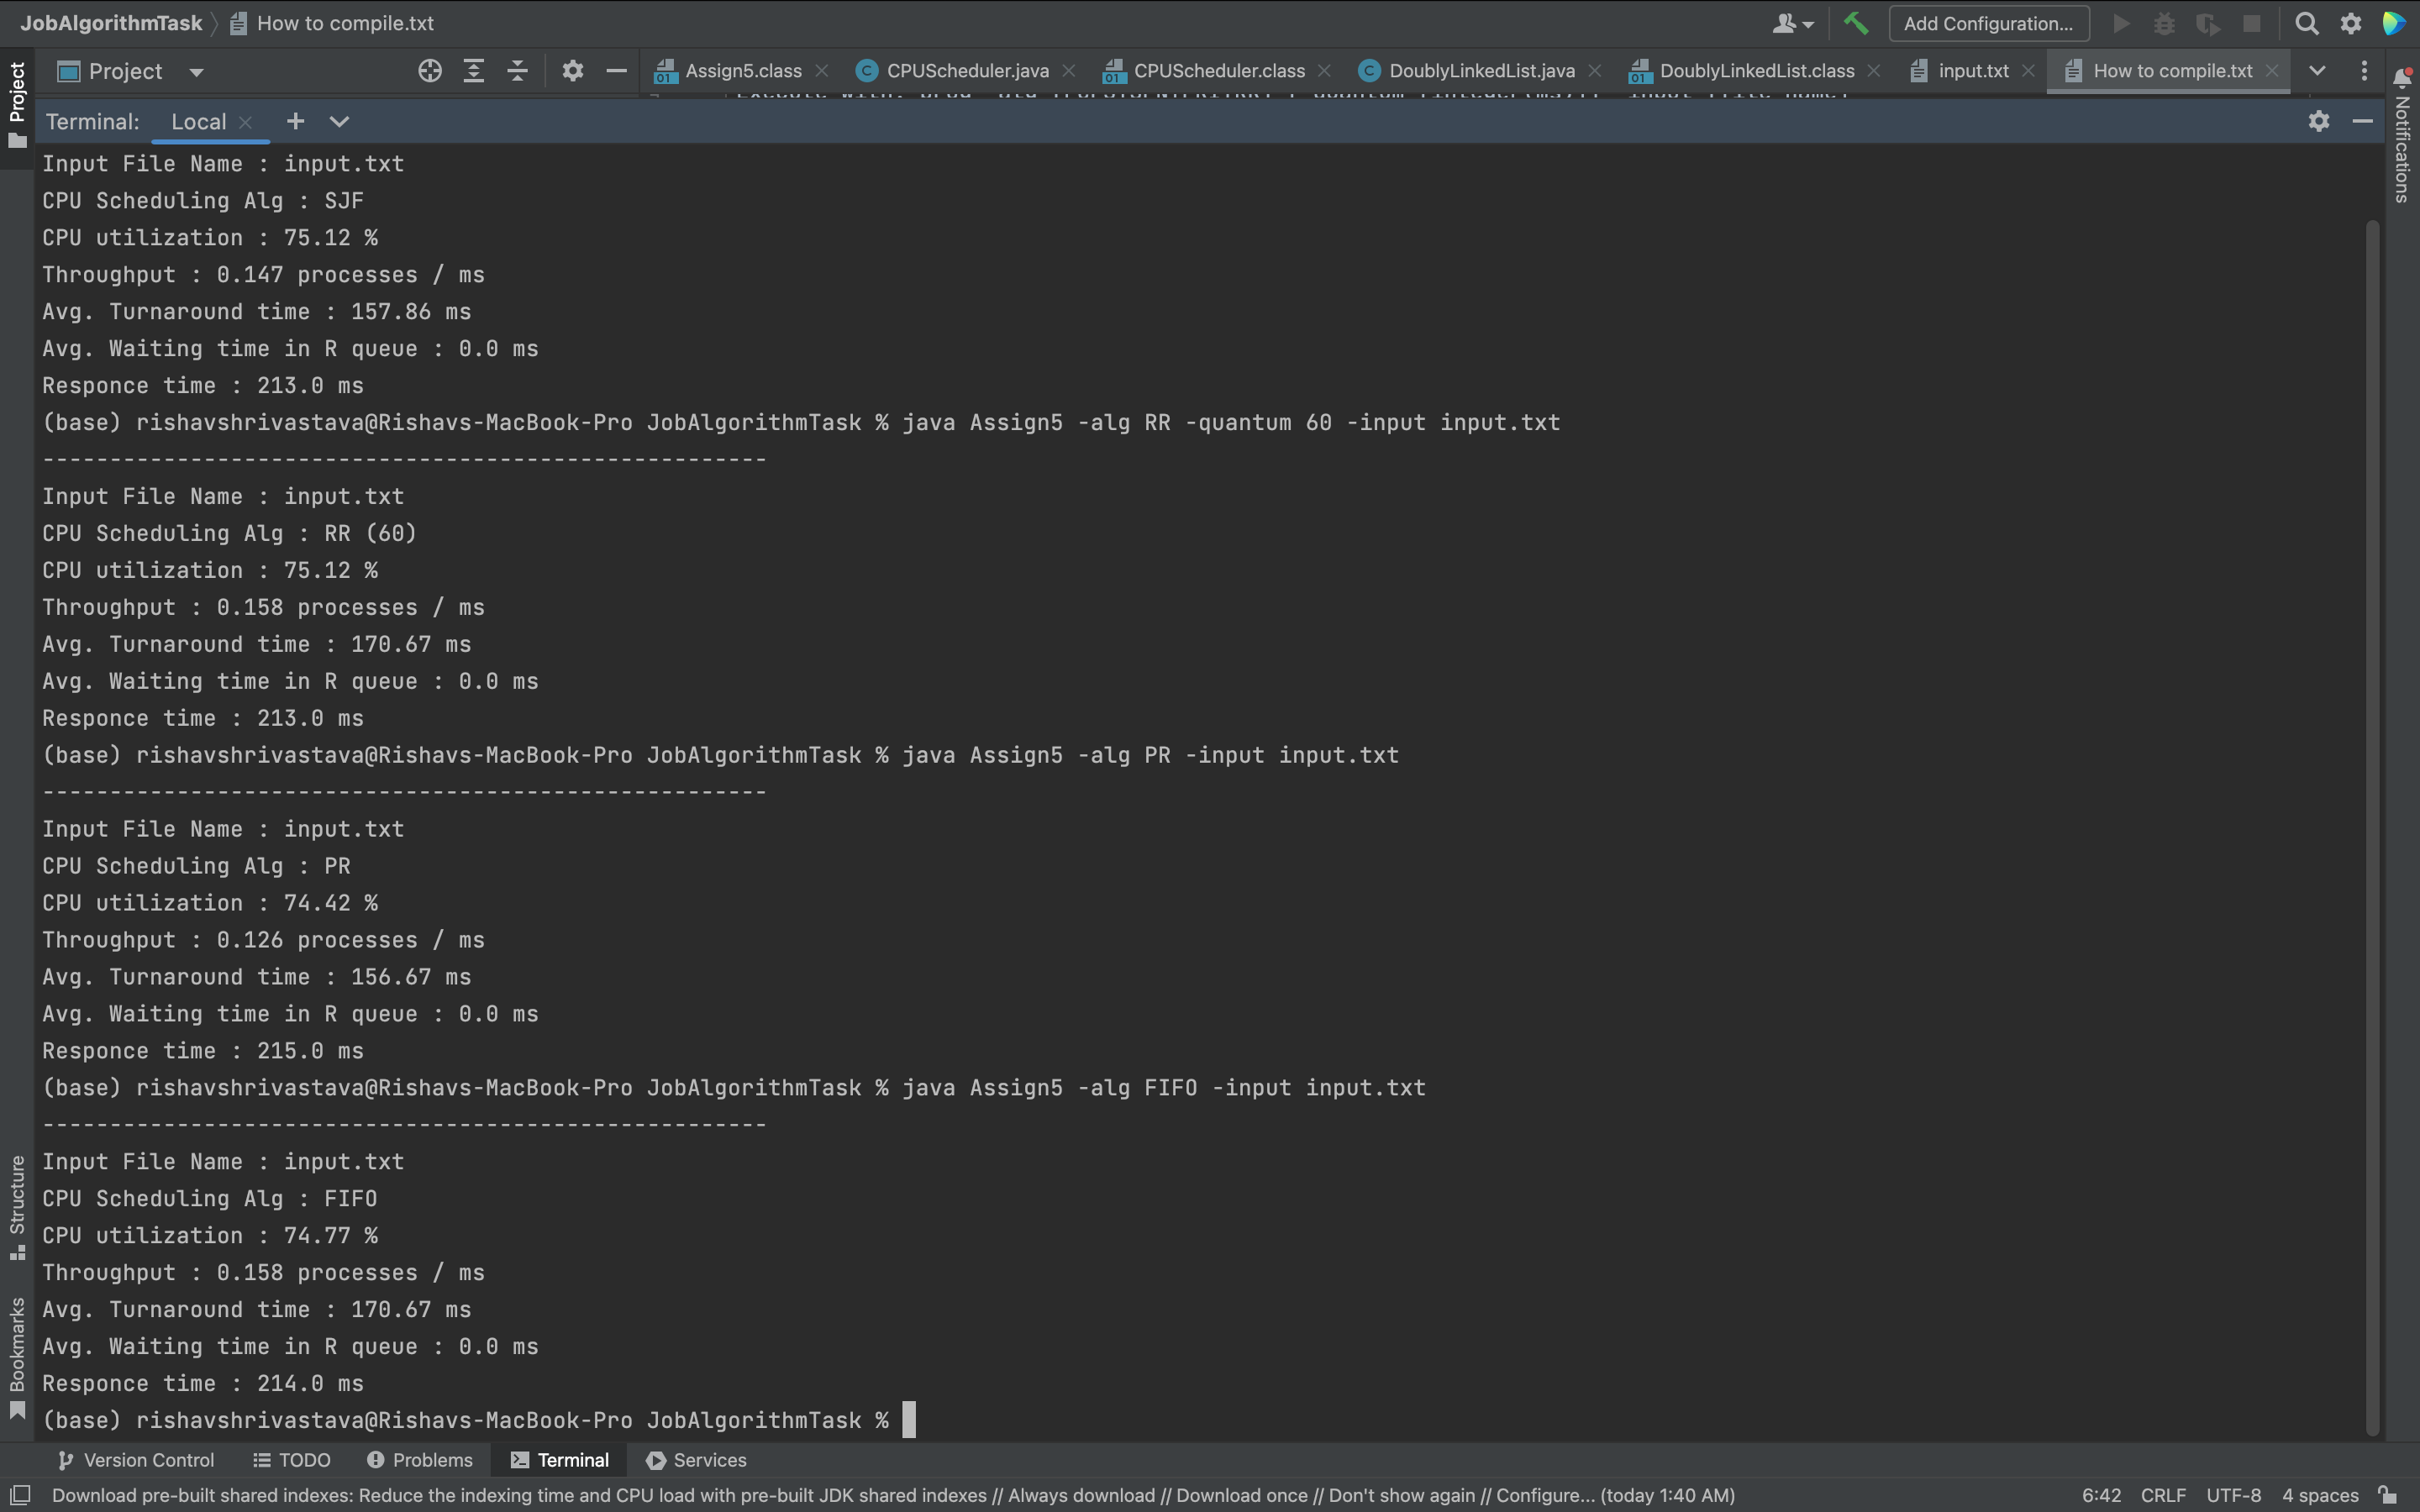 JobAlgorithmTask How to compile.txt Add Configuration...
Project Project Assign5.class CPUScheduler.java CPUScheduler.class DoublyLinkedList.java DoublyLinkedList.class input.txt How to compile.txt
Terminal: Local
Notifications
Input File Name : input.txt
CPU Scheduling Alg : SJF
CPU utilization : 75.12 %
Throughput : 0.147 processes / ms
Avg. Turnaround time : 157.86 ms
Avg. Waiting time in R queue : 0.0 ms
Responce time : 213.0 ms
(base) rishavshrivastava@Rishavs-MacBook-Pro JobAlgorithmTask % java Assign5 -alg RR -quantum 60 -input input.txt
------------------------------------------------------
Input File Name : input.txt
CPU Scheduling Alg : RR (60)
CPU utilization : 75.12 %
Throughput : 0.158 processes / ms
Avg. Turnaround time : 170.67 ms
Avg. Waiting time in R queue : 0.0 ms
Responce time : 213.0 ms
(base) rishavshrivastava@Rishavs-MacBook-Pro JobAlgorithmTask % java Assign5 -alg PR -input input.txt
------------------------------------------------------
Input File Name : input.txt
CPU Scheduling Alg : PR
CPU utilization : 74.42 %
Throughput : 0.126 processes / ms
Avg. Turnaround time : 156.67 ms
Avg. Waiting time in R queue : 0.0 ms
Responce time : 215.0 ms
(base) rishavshrivastava@Rishavs-MacBook-Pro JobAlgorithmTask % java Assign5 -alg FIFO -input input.txt
------------------------------------------------------
Input File Name : input.txt
CPU Scheduling Alg : FIFO
CPU utilization : 74.77 %
Throughput : 0.158 processes / ms
Avg. Turnaround time : 170.67 ms
Avg. Waiting time in R queue : 0.0 ms
Responce time : 214.0 ms
(base) rishavshrivastava@Rishavs-MacBook-Pro JobAlgorithmTask %
Structure
Bookmarks
Version Control TODO Problems Terminal Services
Download pre-built shared indexes: Reduce the indexing time and CPU load with pre-built JDK shared indexes // Always download // Download once // Don't show again // Configure... (today 1:40 AM) 6:42 CRLF UTF-8 4 spaces